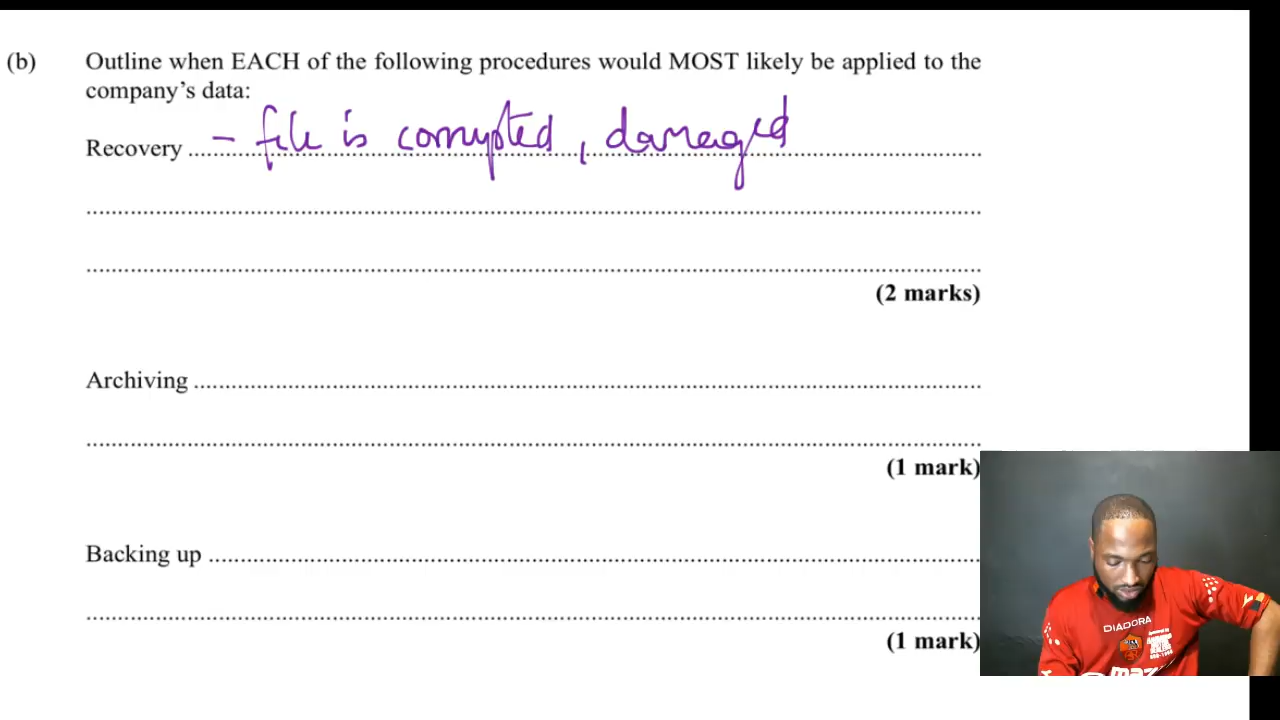 (b) Outline when EACH of the following procedures would MOST likely be applied to the
company's data:
Recovery - file is corrupted, damaged
(2 marks)
Archiving
(1 mark)
Backing up
(1 mark)
DIADORA